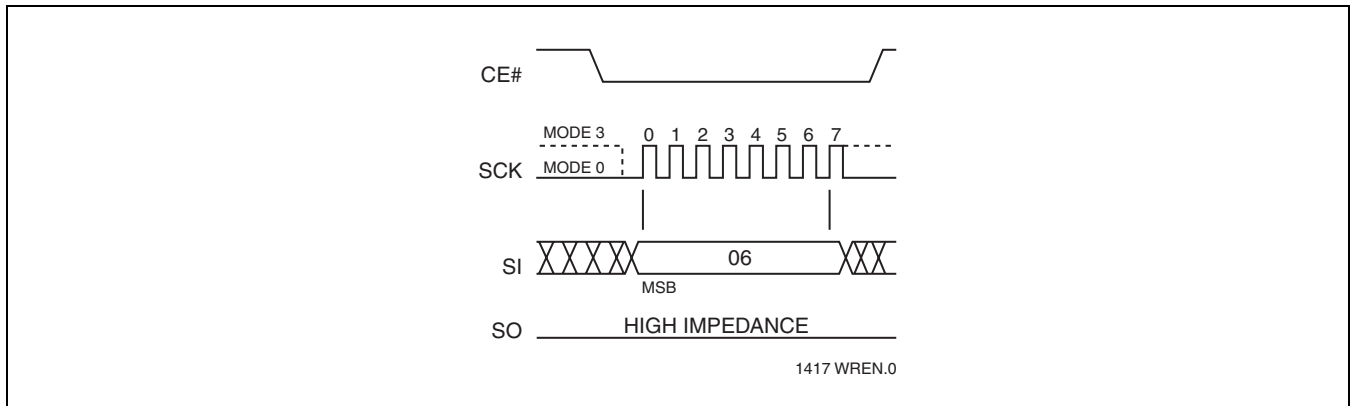 CE#
MODE 3
0 1 2 3 4 5 6 7
SCK
MODE 0
SI
06
MSB
SO
HIGH IMPEDANCE
1417 WREN.0